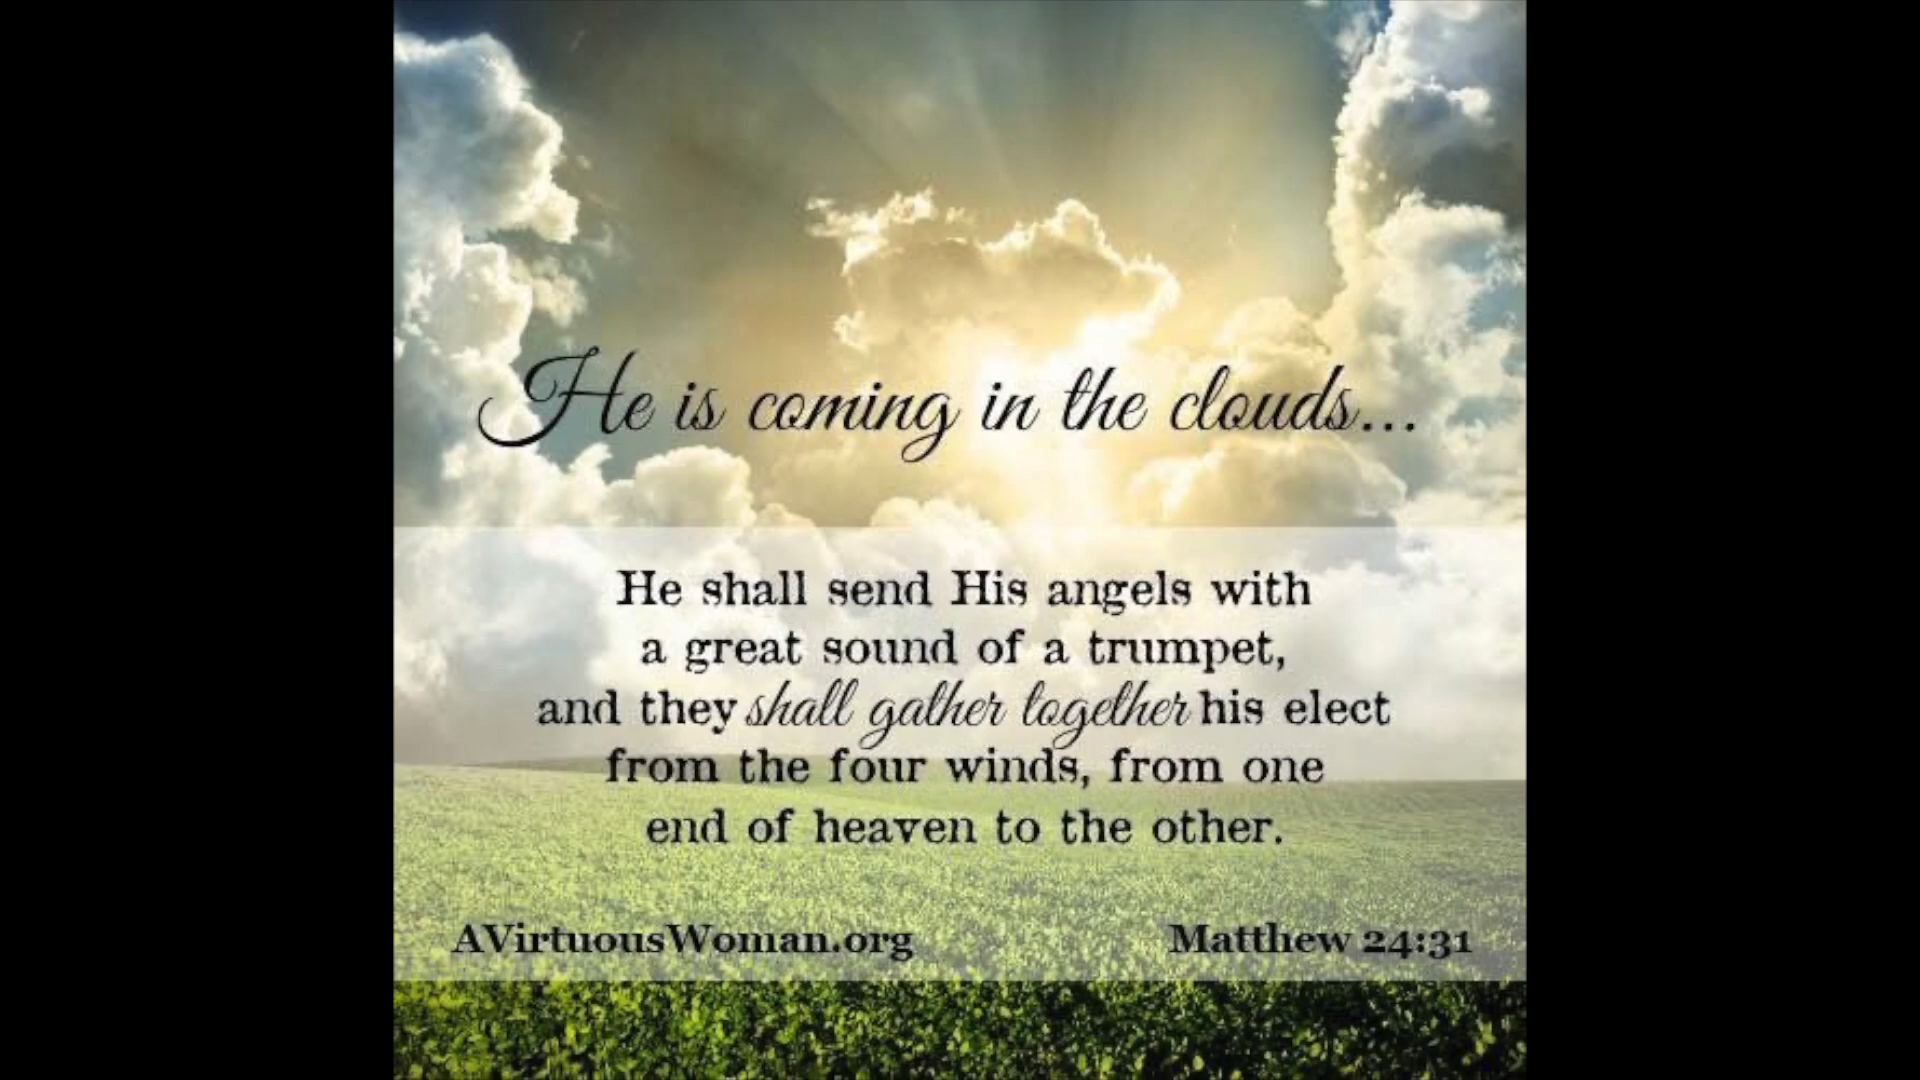 He is coming in the clouds...
He shall send His angels with
a great sound of a trumpet,
and they shall gather together his elect
from the four winds, from one
end of heaven to the other.
AVirtuousWoman.org
Matthew 24:31